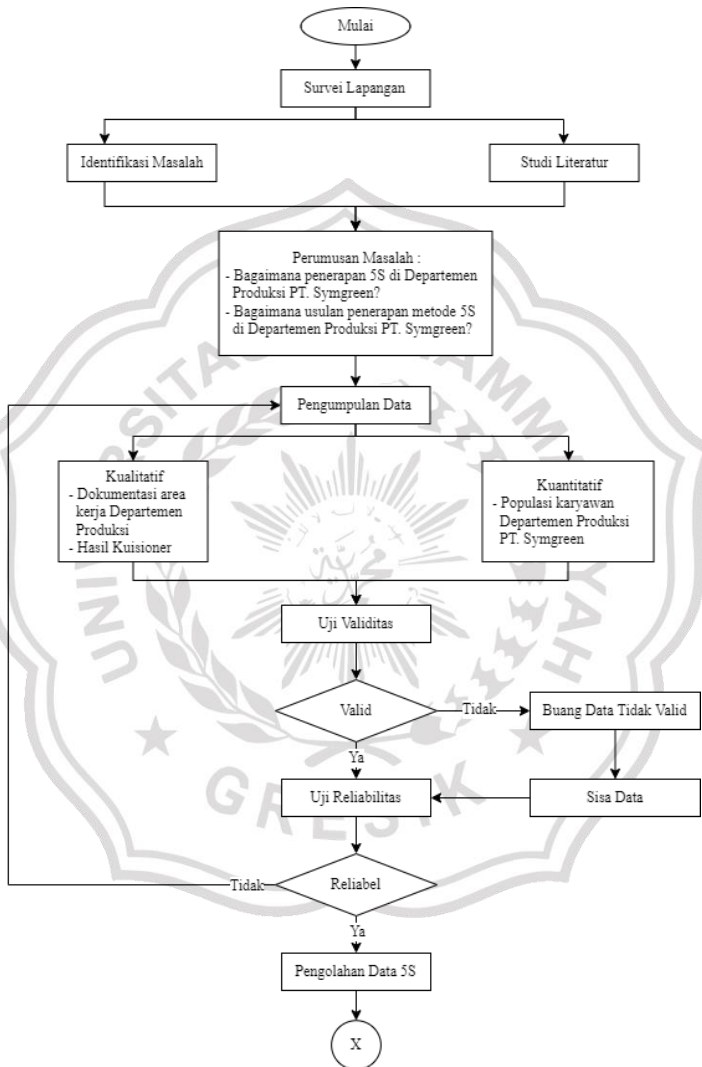 Mulai
Survei Lapangan
Identifikasi Masalah
Studi Literatur
Perumusan Masalah :
- Bagaimana penerapan 5S di Departemen
Produksi PT. Symgreen?
- Bagaimana usulan penerapan metode 5S
di Departemen Produksi PT. Symgreen?
Pengumpulan Data
Kualitatif
- Dokumentasi area
kerja Departemen
Produksi
- Hasil Kuisioner
Kuantitatif
- Populasi karyawan
Departemen Produksi
PT. Symgreen
Uji Validitas
Valid
Tidak
Buang Data Tidak Valid
Ya
Uji Reliabilitas
Sisa Data
Reliabel
Tidak
Ya
Pengolahan Data 5S
X
GRESIK